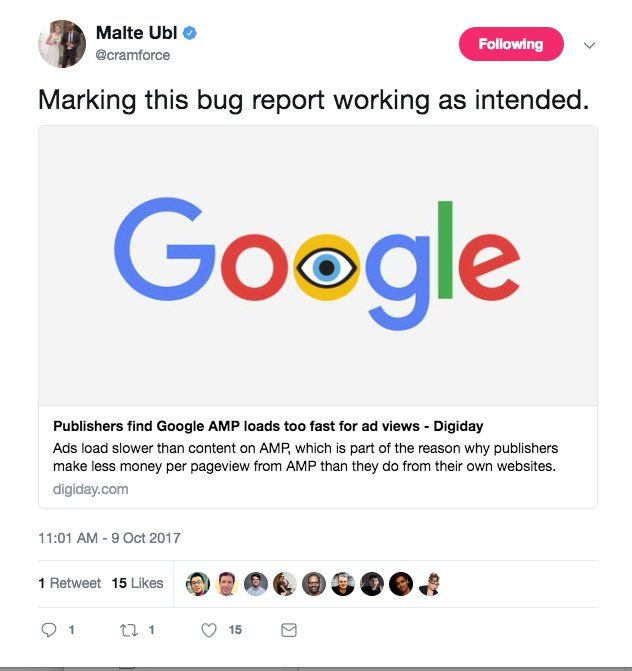 Malte Ubl
@cramforce
Following
Marking this bug report working as intended.
Google
Publishers find Google AMP loads too fast for ad views - Digiday
Ads load slower than content on AMP, which is part of the reason why publishers
make less money per pageview from AMP than they do from their own websites.
digiday.com
11:01 AM - 9 Oct 2017
1 Retweet 15 Likes
1 1 15